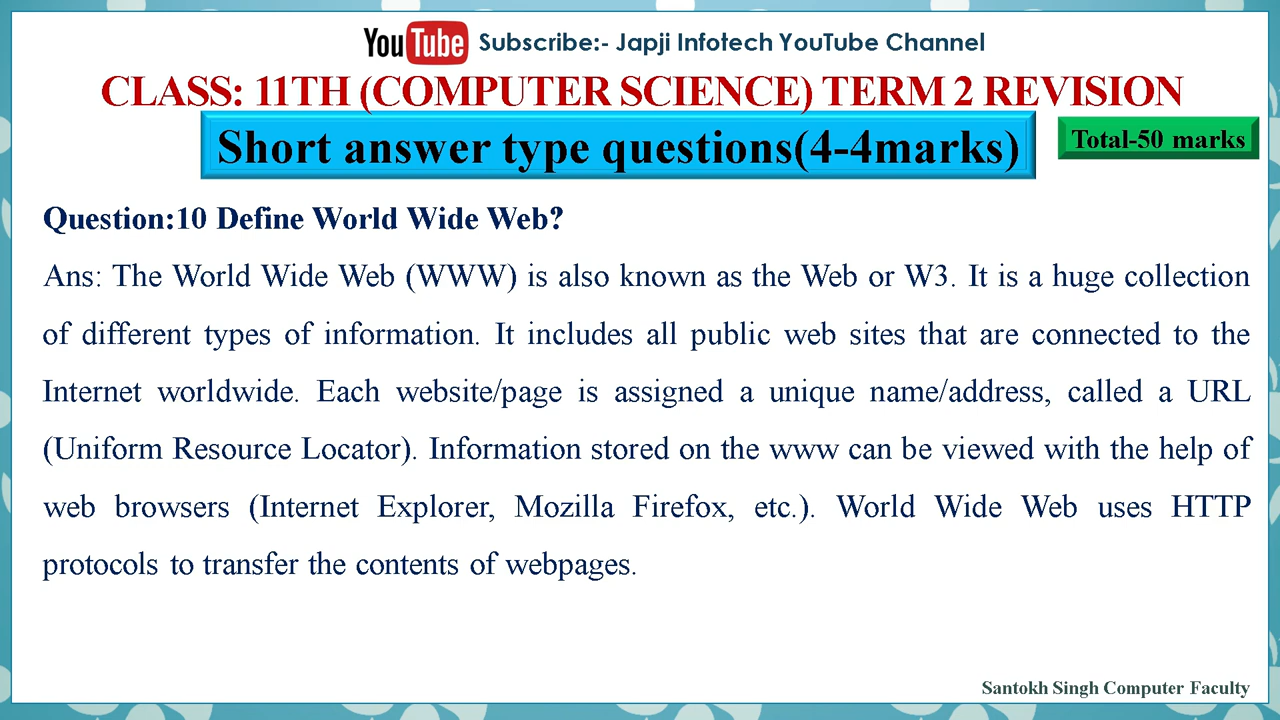 YouTube Subscribe:- Japji Infotech YouTube Channel
CLASS: 11TH (COMPUTER SCIENCE) TERM 2 REVISION
Short answer type questions(4-4marks)
Total-50 marks
Question:10 Define World Wide Web?
Ans: The World Wide Web (WWW) is also known as the Web or W3. It is a huge collection
of different types of information. It includes all public web sites that are connected to the
Internet worldwide. Each website/page is assigned a unique name/address, called a URL
(Uniform Resource Locator). Information stored on the www can be viewed with the help of
web browsers (Internet Explorer, Mozilla Firefox, etc.). World Wide Web uses HTTP
protocols to transfer the contents of webpages.
Santokh Singh Computer Faculty